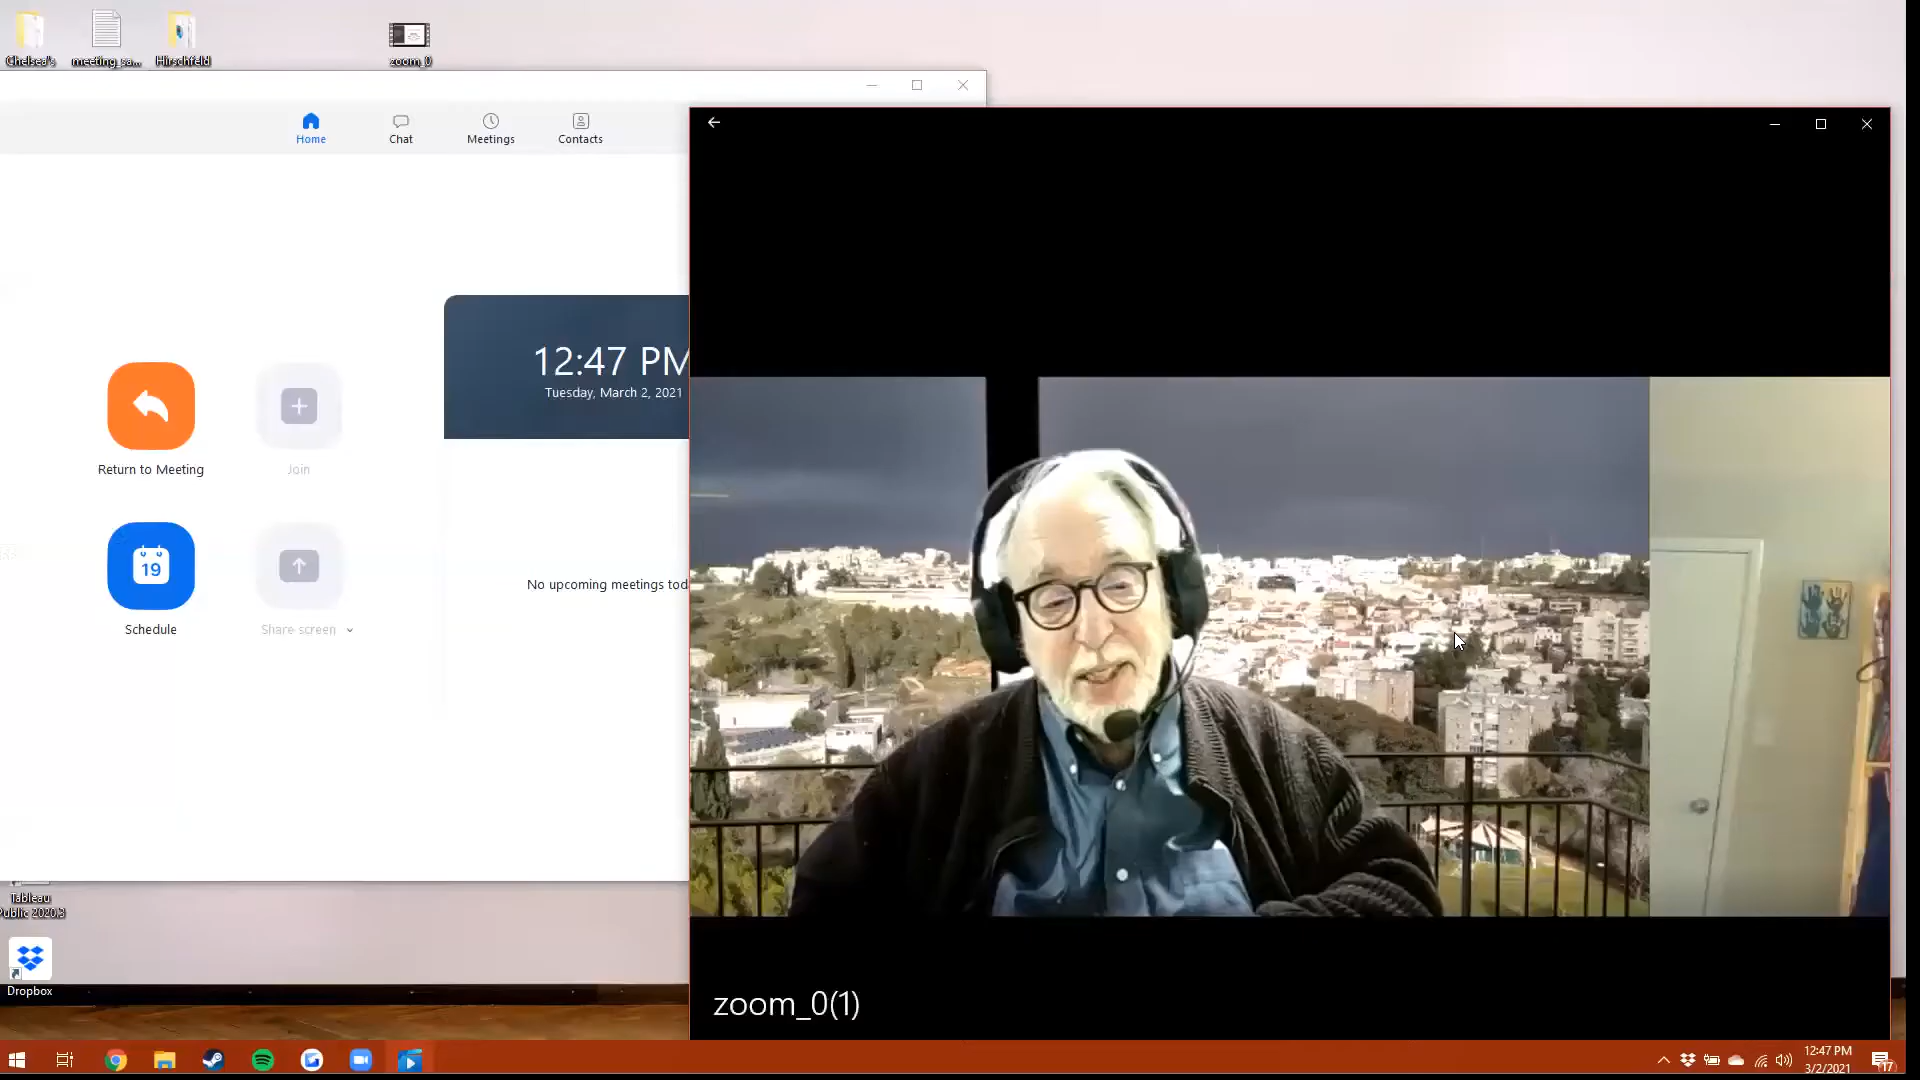 Chelsea's
meeting_sa...
Hirschfeld
zoom_0
Home
Chat
Meetings
Contacts
12:47 PM
Tuesday, March 2, 2021
Return to Meeting
Join
19
Schedule
Share screen
No upcoming meetings tod
Tableau
Public 2020.3
Dropbox
zoom_0(1)
12:47 PM
3/2/2021
17